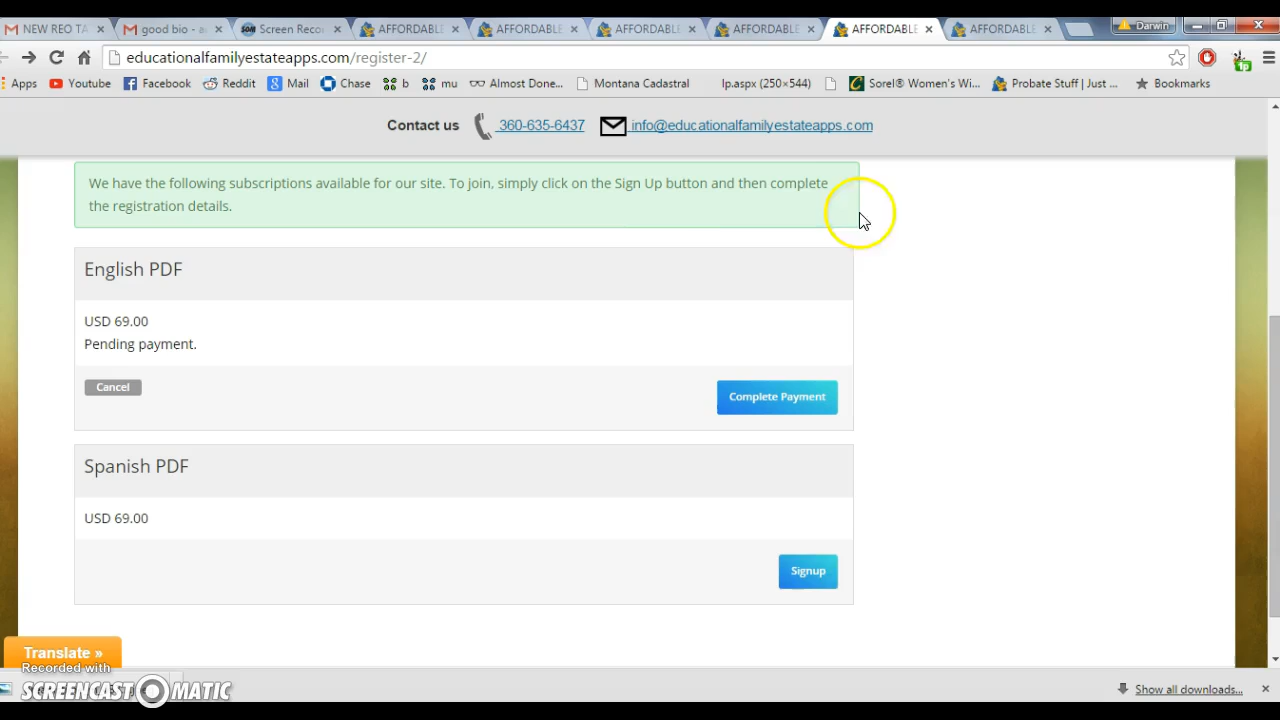 NEW REO TA
good bio - a
Screen Reco
AFFORDABLE
AFFORDABLE
AFFORDABLE
AFFORDABLE
AFFORDABLE
AFFORDABLE
Darwin
educationalfamilyestateapps.com/register-2/
1p
Apps Youtube Facebook Reddit Mail Chase b mu Almost Done... Montana Cadastral lp.aspx (250×544) Sorel® Women's Wi... Probate Stuff | Just ... Bookmarks
Contact us 360-635-6437 info@educationalfamilyestateapps.com
We have the following subscriptions available for our site. To join, simply click on the Sign Up button and then complete
the registration details.
English PDF
USD 69.00
Pending payment.
Cancel
Complete Payment
Spanish PDF
USD 69.00
Signup
Translate »
Recorded with
SCREENCAST MATIC
Show all downloads...